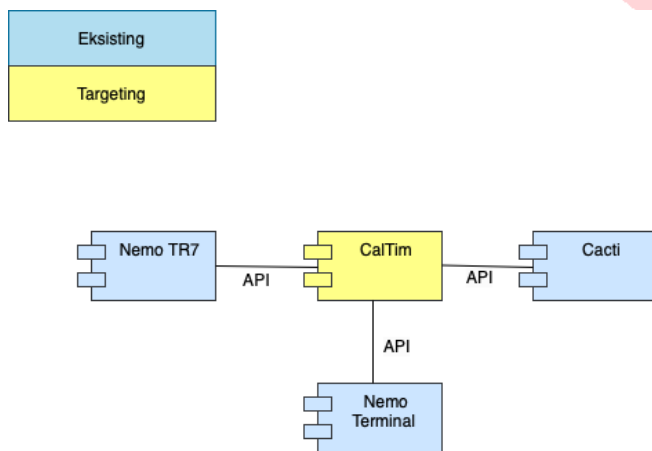 Eksisting
Targeting
Nemo TR7
CalTim
Cacti
API
API
API
Nemo
Terminal